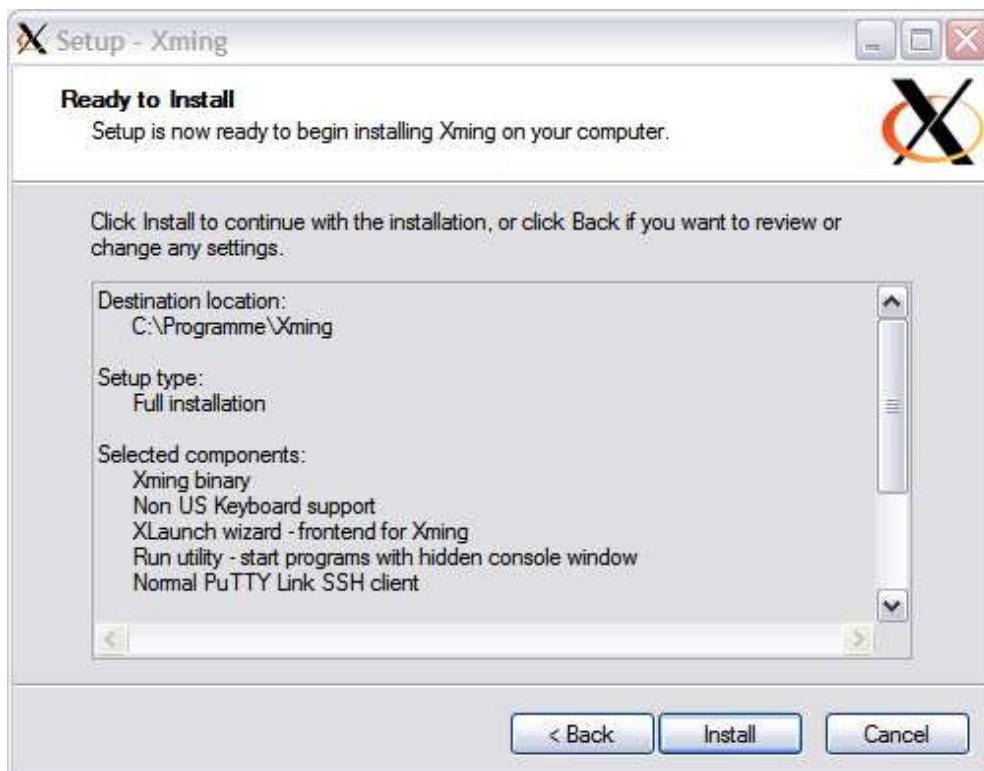 Setup - Xming
Ready to Install
Setup is now ready to begin installing Xming on your computer.
Click Install to continue with the installation, or click Back if you want to review or
change any settings.
Destination location:
C:\Programme\Xming
Setup type:
Full installation
Selected components:
Xming binary
Non US Keyboard support
XLaunch wizard - frontend for Xming
Run utility - start programs with hidden console window
Normal PuTTY Link SSH client
< Back Install Cancel